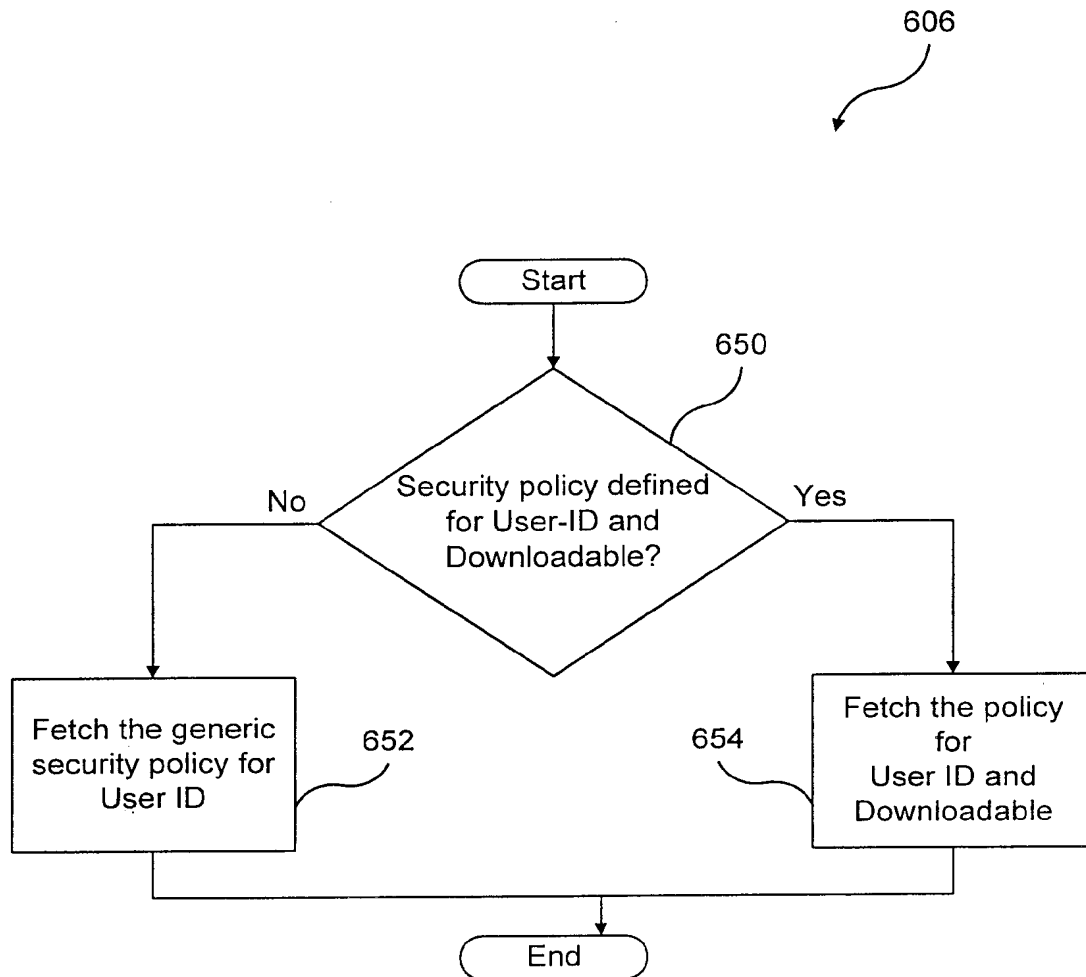 606
Start
650
Security policy defined
for User-ID and
Downloadable?
No
Yes
Fetch the generic
security policy for
User ID
652
654
Fetch the policy
for
User ID and
Downloadable
End